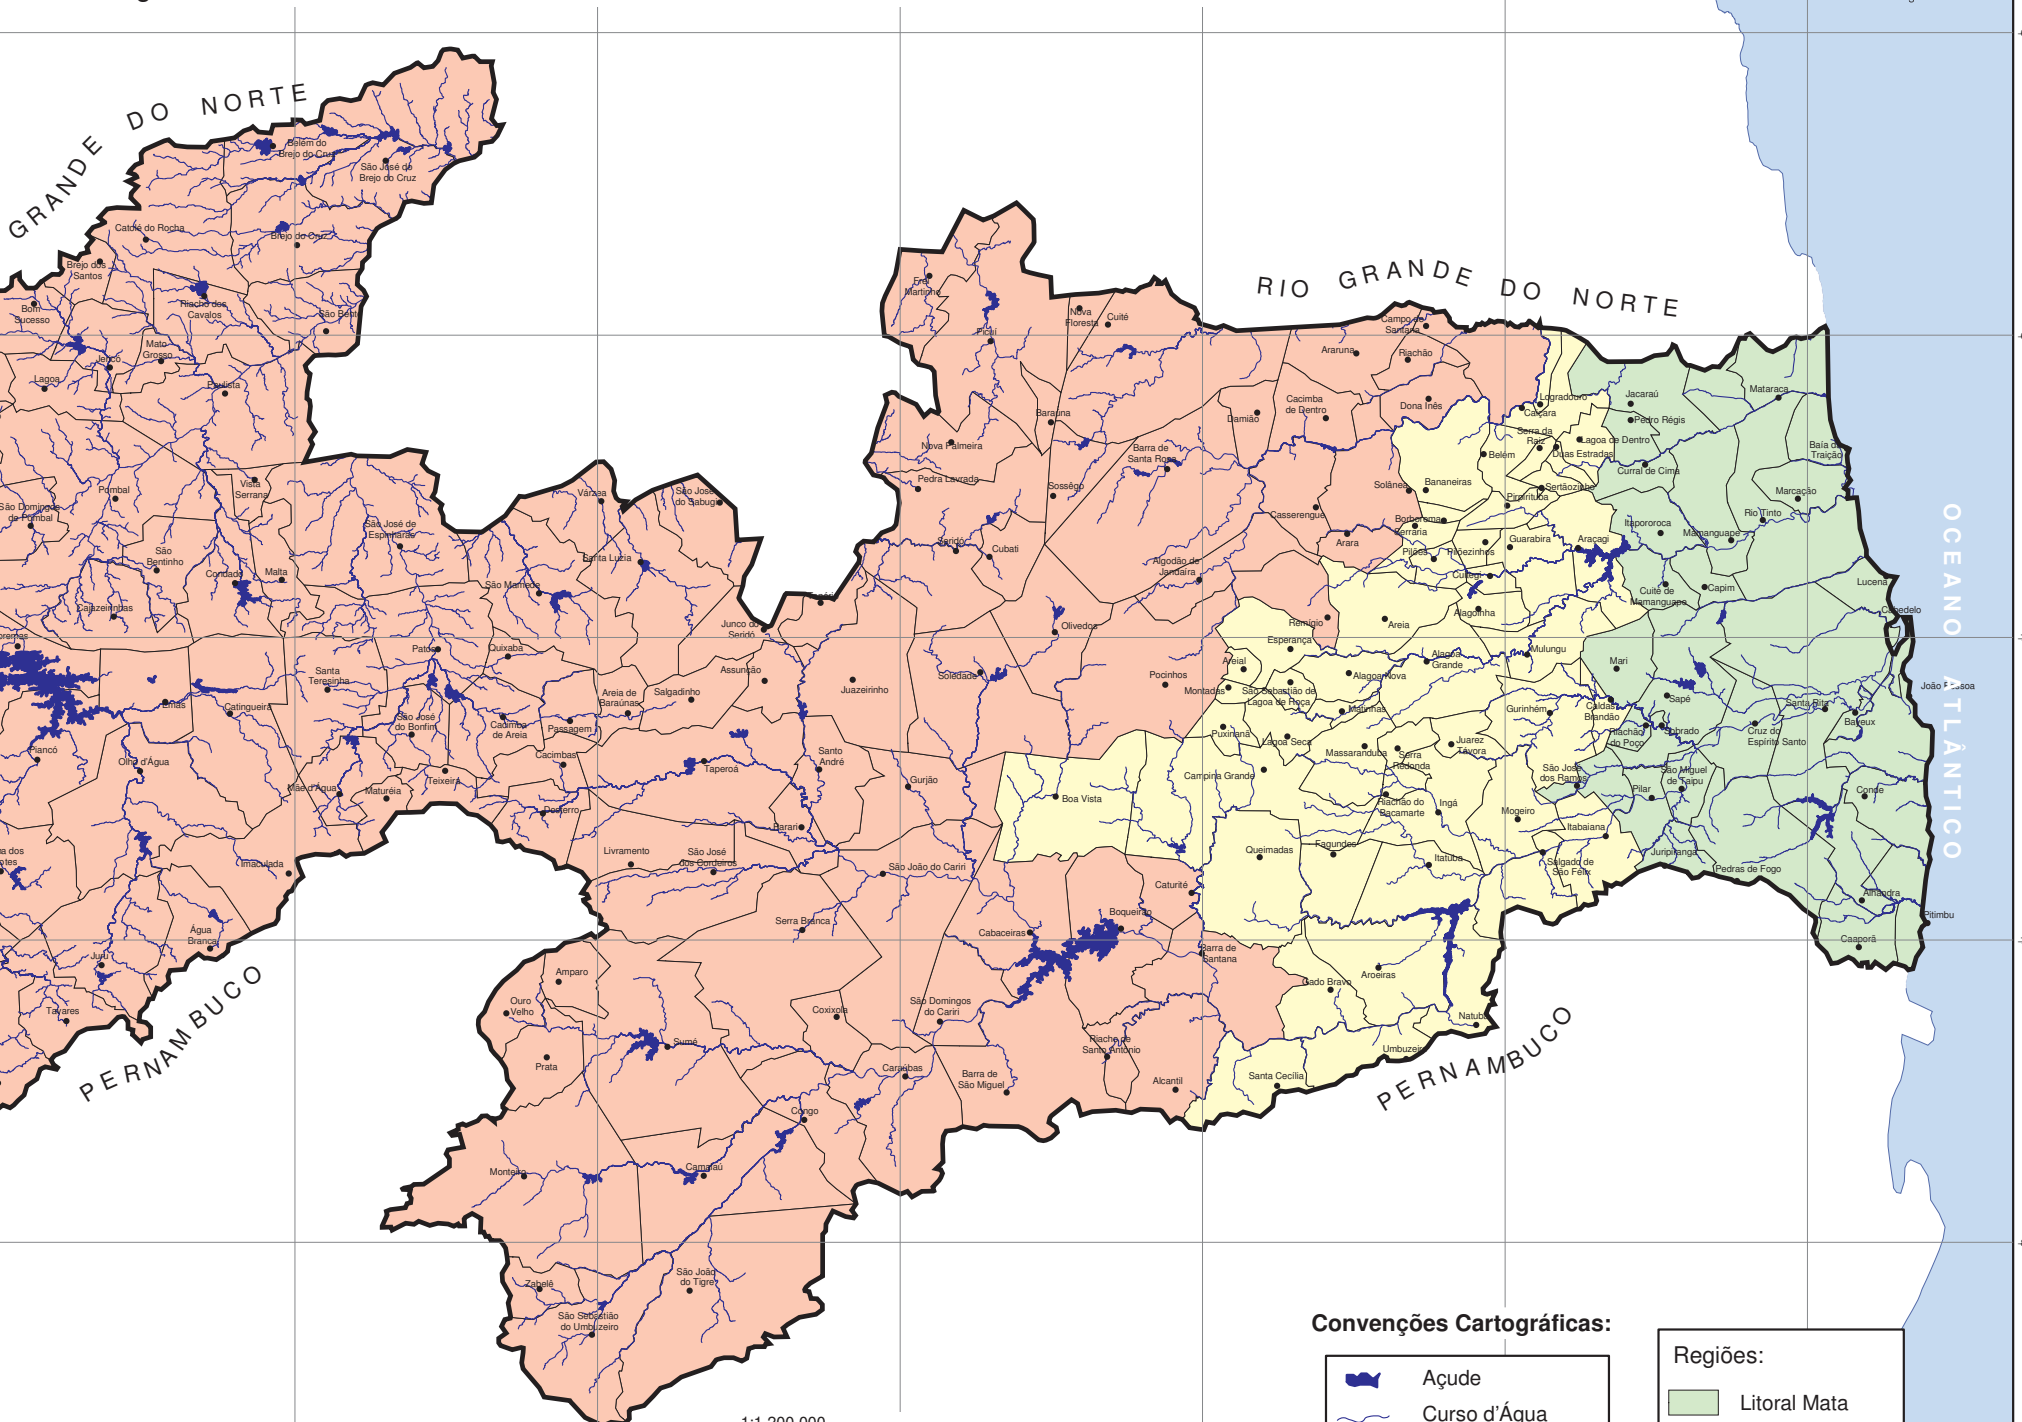 GRANDE DO NORTE
RIO GRANDE DO NORTE
Belém do
Brejo do Cruz
São José do
Brejo do Cruz
Catolé do Rocha
Brejo do Cruz
Brejo dos
Santos
Bom
Sucesso
Riacho dos
Cavalos
São Bento
Mato
Grosso
Jericó
Lagoa
Paulista
Frei
Martinho
Picuí
Nova
Floresta
Cuité
Campo de
Santana
Araruna
Riachão
Cacimba
de Dentro
Dona Inês
Damião
Baraúna
Nova Palmeira
Barra de
Santa Rosa
Pedra Lavrada
Sossêgo
Logradouro
Caiçara
Serra da
Raiz
Lagoa de Dentro
Duas Estradas
Belém
Jacaraú
Pedro Régis
Mataraca
Curral de Cima
Baía da
Traição
Marcação
Rio Tinto
Solânea
Bananeiras
Sertãozinho
Pirpirituba
Casserengue
Borborema
Serraria
Arara
Pilões
Pilõezinhos
Guarabira
Araçagi
Itapororoca
Mamanguape
Pombal
Vista
Serrana
São Domingos
de Pombal
São José de
Espinharas
São
Bentinho
Condado
Malta
Cajazeirinhas
Várzea
São José
do Sabugi
Santa Luzia
São Mamede
Seridó
Cubati
Algodão de
Jandaíra
Tenório
Junco do
Seridó
Olivedos
Cuitegi
Alagoinha
Cuité de
Mamanguape
Capim
Lucena
Cabedelo
Remígio
Areia
Esperança
Alagoa
Grande
Mulungu
Mari
Areial
Montadas
Alagoa Nova
São Sebastião de
Lagoa de Roça
Matinhas
Gurinhém
Caldas
Brandão
Sapé
Santa Rita
Bayeux
João Pessoa
OCEANO ATLÂNTICO
Patos
Quixaba
Santa
Teresinha
Emas
Catingueira
São José
do Bonfim
Cacimba
de Areia
Passagem
Areia de
Baraúnas
Salgadinho
Assunção
Juazeirinho
Soledade
Pocinhos
Puxinanã
Lagoa Seca
Massaranduba
Serra
Redonda
Juarez
Távora
Riachão
do Poço
Sobrado
Cruz do
Espírito Santo
Piancó
Olho d'Água
Mãe d'Água
Maturéia
Teixeira
Cacimbas
Desterro
Taperoá
Santo
André
Gurjão
Boa Vista
Campina Grande
Riachão do
Bacamarte
Ingá
Mogeiro
São José
dos Ramos
São Miguel
de Taipu
Pilar
Itabaiana
Conde
Imaculada
Livramento
São José
dos Cordeiros
Parari
São João do Cariri
Caturité
Queimadas
Fagundes
Itatuba
Salgado de
São Félix
Juripiranga
Pedras de Fogo
Alhandra
Pitimbu
Caaporã
Água
Branca
Juru
Tavares
Serra Branca
Cabaceiras
Boqueirão
Barra de
Santana
Gado Bravo
Aroeiras
Natuba
Umbuzeiro
Santa Cecília
PERNAMBUCO
PERNAMBUCO
Amparo
Ouro
Velho
Prata
Sumé
Coxixola
São Domingos
do Cariri
Caraúbas
Barra de
São Miguel
Riacho de
Santo Antônio
Alcantil
Congo
Camalaú
Monteiro
Zabelê
São Sebastião
do Umbuzeiro
São João
do Tigre
Convenções Cartográficas:
Açude
Curso d'Água
Regiões:
Litoral Mata
1:1.200.000